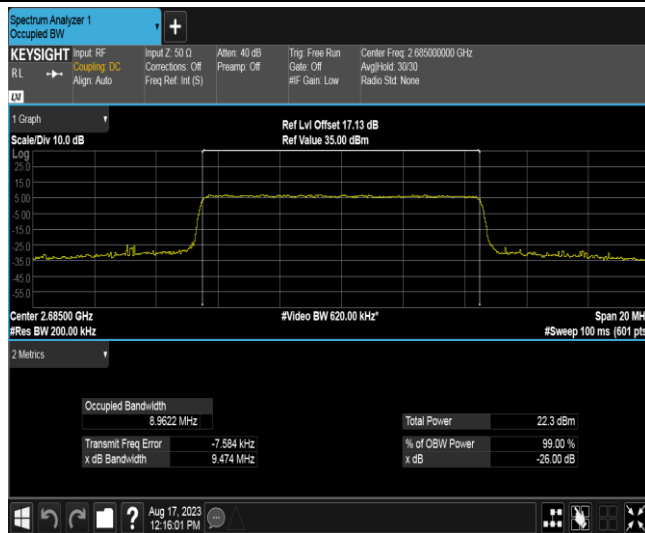 Spectrum Analyzer 1
Occupied BW
+
KEYSIGHT Input: RF Input Z: 50 Ω Atten: 40 dB Trig: Free Run Center Freq: 2.685000000 GHz
RL Coupling: DC Corrections: Off Preamp: Off Gate: Off Avg|Hold: 30/30
Align: Auto Freq Ref: Int (S) #IF Gain: Low Radio Std: None
LXI
1 Graph
Ref Lvl Offset 17.13 dB
Scale/Div 10.0 dB Ref Value 35.00 dBm
Log
25.0
15.0
5.00
-5.00
-15.0
-25.0
-35.0
-45.0
-55.0
Center 2.68500 GHz #Video BW 620.00 kHz* Span 20 MH
#Res BW 200.00 kHz #Sweep 100 ms (601 pts
2 Metrics
Occupied Bandwidth
8.9622 MHz Total Power 22.3 dBm
Transmit Freq Error -7.584 kHz % of OBW Power 99.00 %
x dB Bandwidth 9.474 MHz x dB -26.00 dB
? Aug 17, 2023
12:16:01 PM